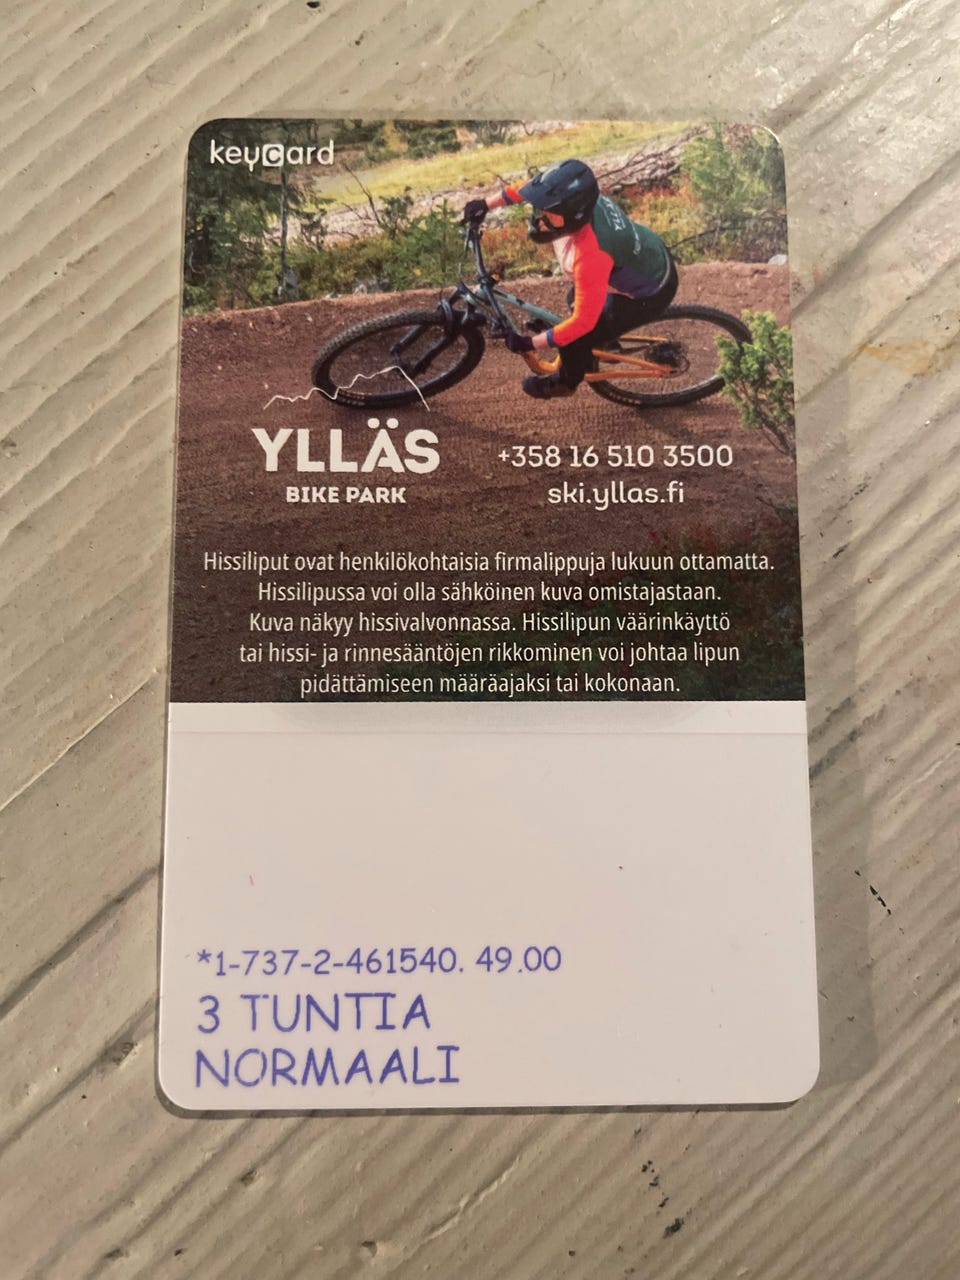 keycard
YLLÄS
YLLÄS
BIKE PARK
+358 16 510 3500
ski.yllas.fi
Hissiliput ovat henkilökohtaisia firmalippuja lukuun ottamatta.
Hissilipussa voi olla sähköinen kuva omistajastaan.
Kuva näkyy hissivalvonnassa. Hissilipun väärinkäyttö
tai hissi- ja rinnesääntöjen rikkominen voi johtaa lipun
pidättämiseen määräajaksi tai kokonaan.
*1-737-2-461540. 49.00
3 TUNTIA
NORMAALI